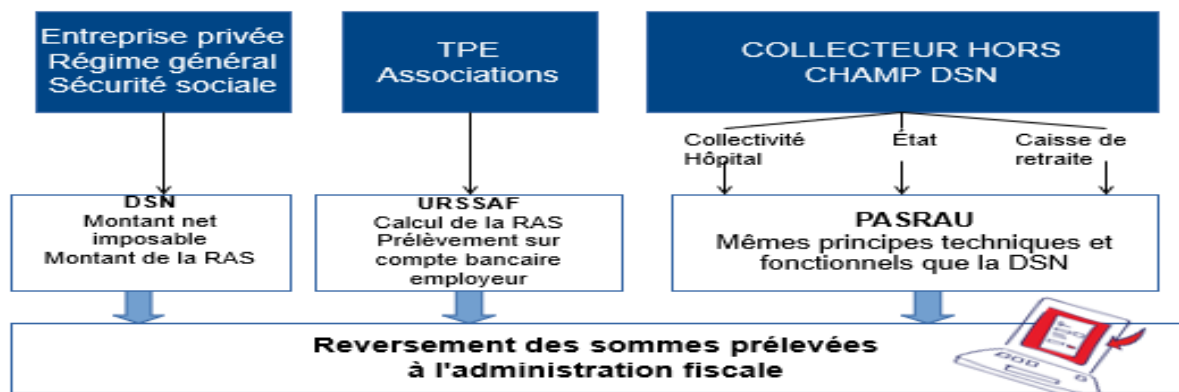 Entreprise privée
Régime général
Sécurité sociale
TPE
Associations
COLLECTEUR HORS
CHAMP DSN
Collectivité
Hôpital
État
Caisse de
retraite
DSN
Montant net
imposable
Montant de la RAS
URSSAF
Calcul de la RAS
Prélèvement sur
compte bancaire
employeur
PASRAU
Mêmes principes techniques et
fonctionnels que la DSN
Reversement des sommes prélevées
à l'administration fiscale